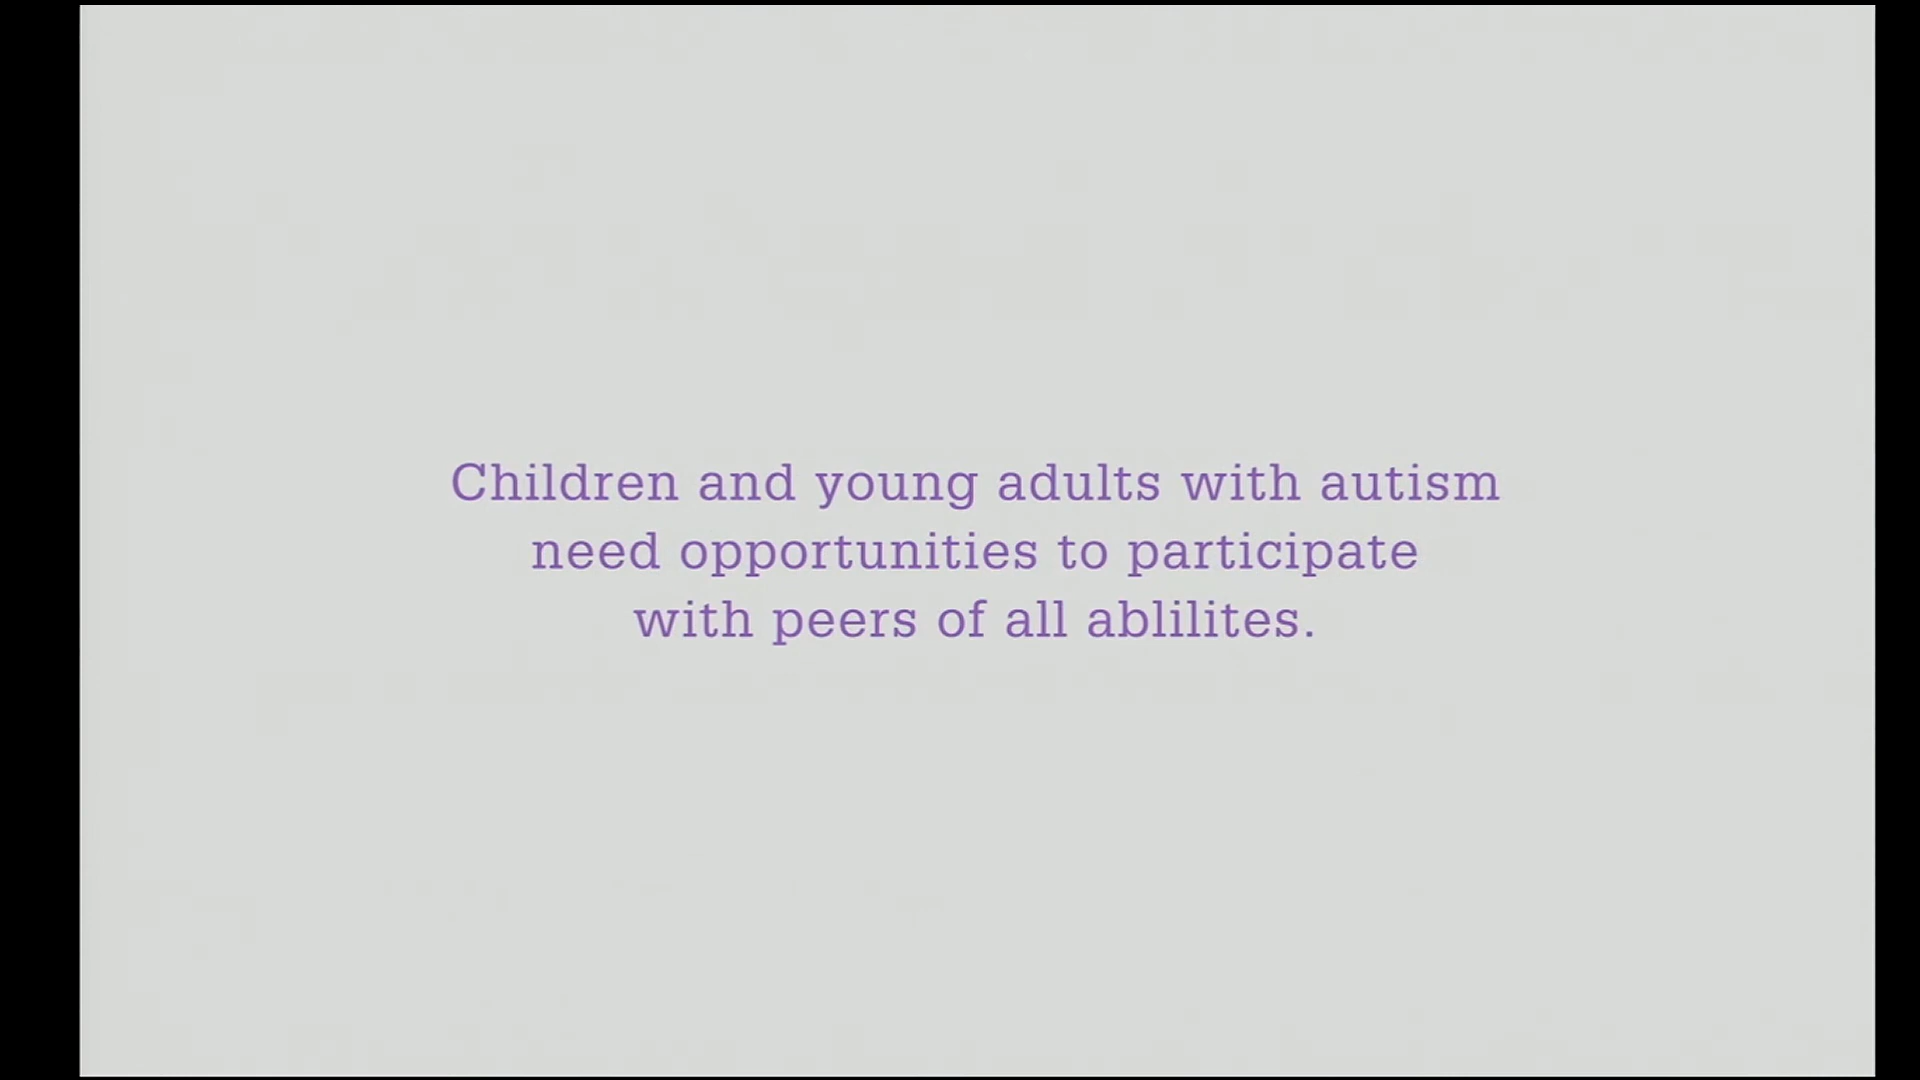 Children and young adults with autism
need opportunities to participate
with peers of all ablilites.